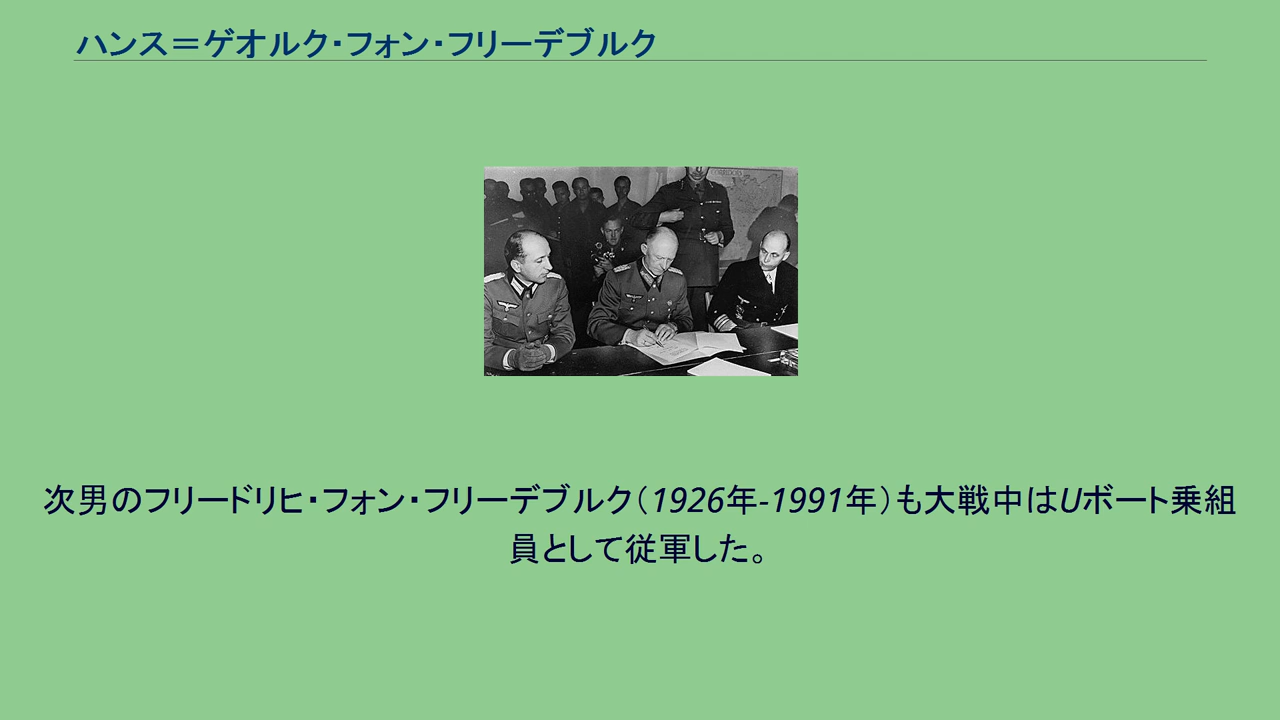 ハンス＝ゲオルク・フォン・フリーデブルク
次男のフリードリヒ・フォン・フリーデブルク（1926年-1991年）も大戦中はUボート乗組
員として従軍した。